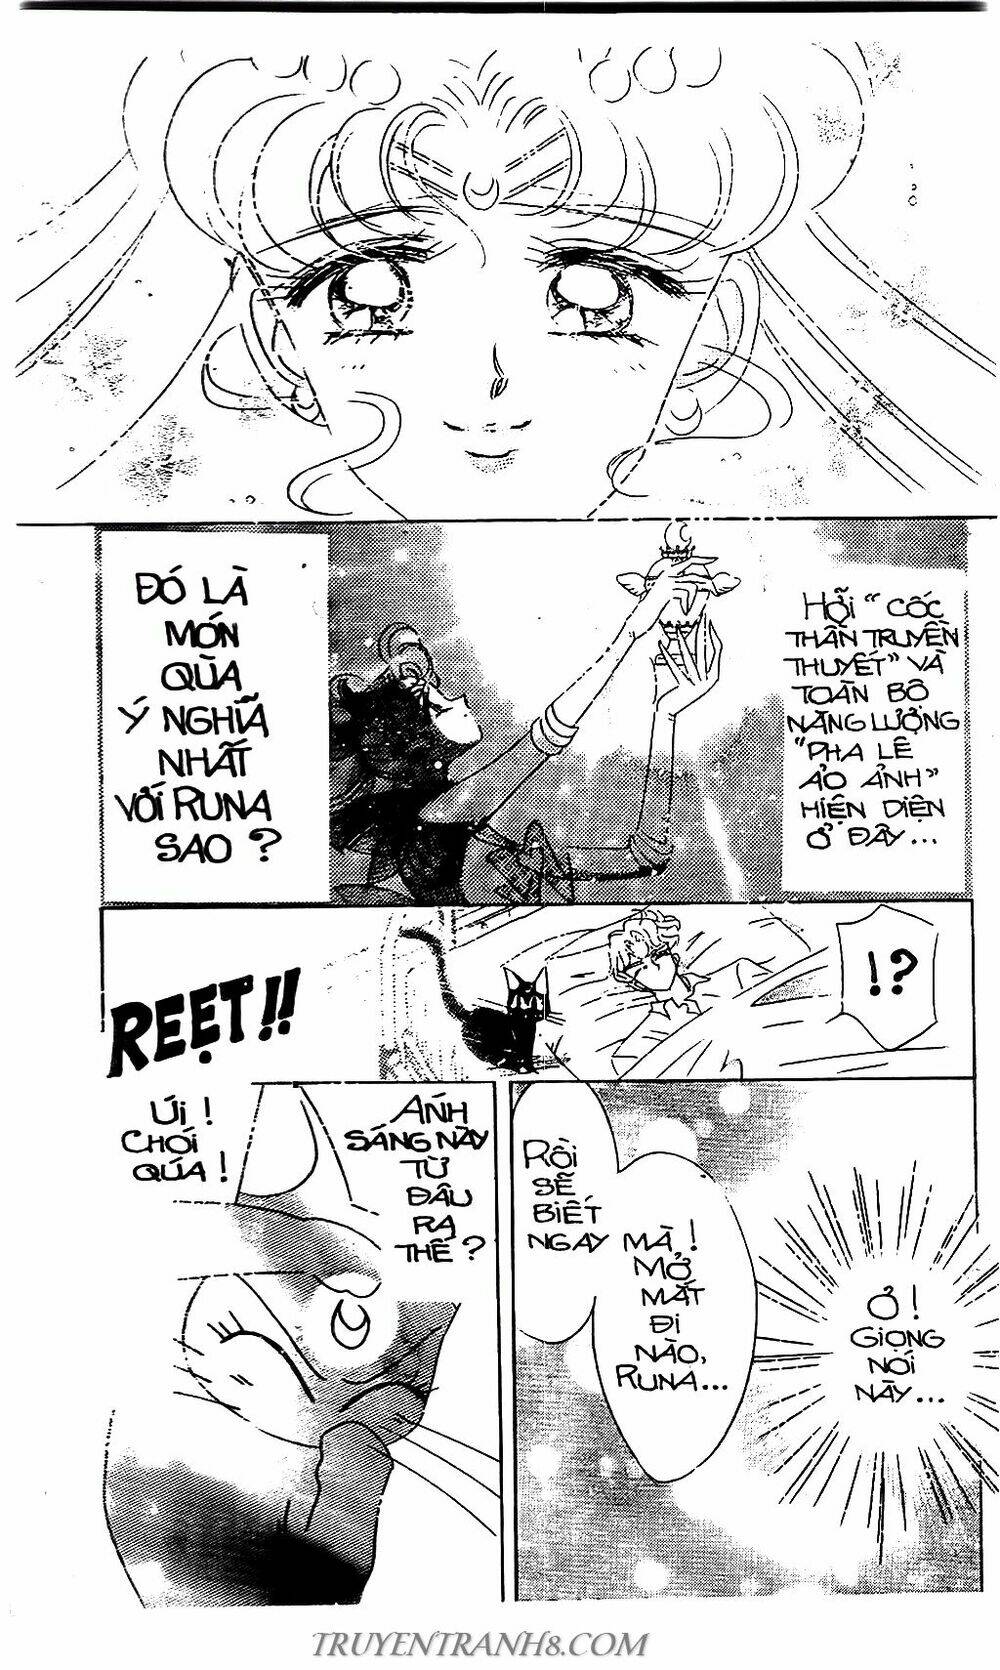 ĐÓ LÀ
MÓN
QÙA
Ý NGHĨA
NHẤT
VỚI RUNA
SAO ?
HỠI "CỐC
THẦN TRUYỀN
THUYẾT" VÀ
TOÀN BỘ
NĂNG LƯỢNG
"PHA LÊ
ẢO ẢNH"
HIỆN DIỆN
Ở ĐÂY...
REẸT!!
!?
ÚI !
CHÓI
QÚA !
ÁNH
SÁNG NÀY
TỪ
ĐÂU
RA
THẾ ?
RỒI
SẼ
BIẾT
NGAY
MÀ !
MỞ
MẮT
ĐI
NÀO,
RUNA...
Ơ !
GIỌNG
NÓI
NÀY...
TRUYENTRANH8.COM